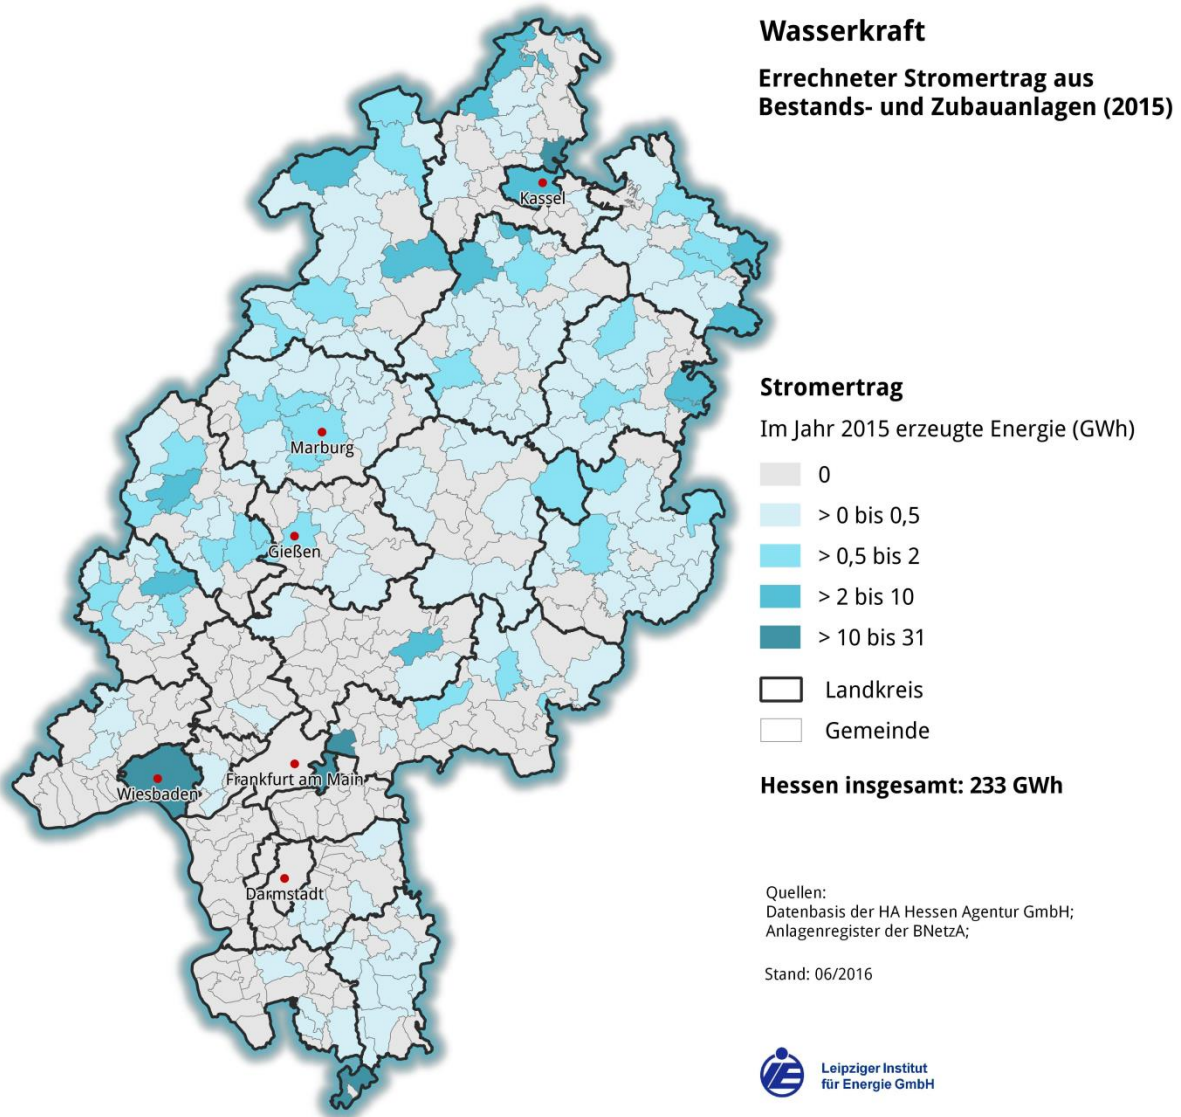 Wasserkraft
Errechneter Stromertrag aus
Bestands- und Zubauanlagen (2015)
Kassel
Marburg
Gießen
Frankfurt am Main
Wiesbaden
Darmstadt
Stromertrag
Im Jahr 2015 erzeugte Energie (GWh)
0
> 0 bis 0,5
> 0,5 bis 2
> 2 bis 10
> 10 bis 31
Landkreis
Gemeinde
Hessen insgesamt: 233 GWh
Quellen:
Datenbasis der HA Hessen Agentur GmbH;
Anlagenregister der BNetzA;
Stand: 06/2016
Leipziger Institut
für Energie GmbH